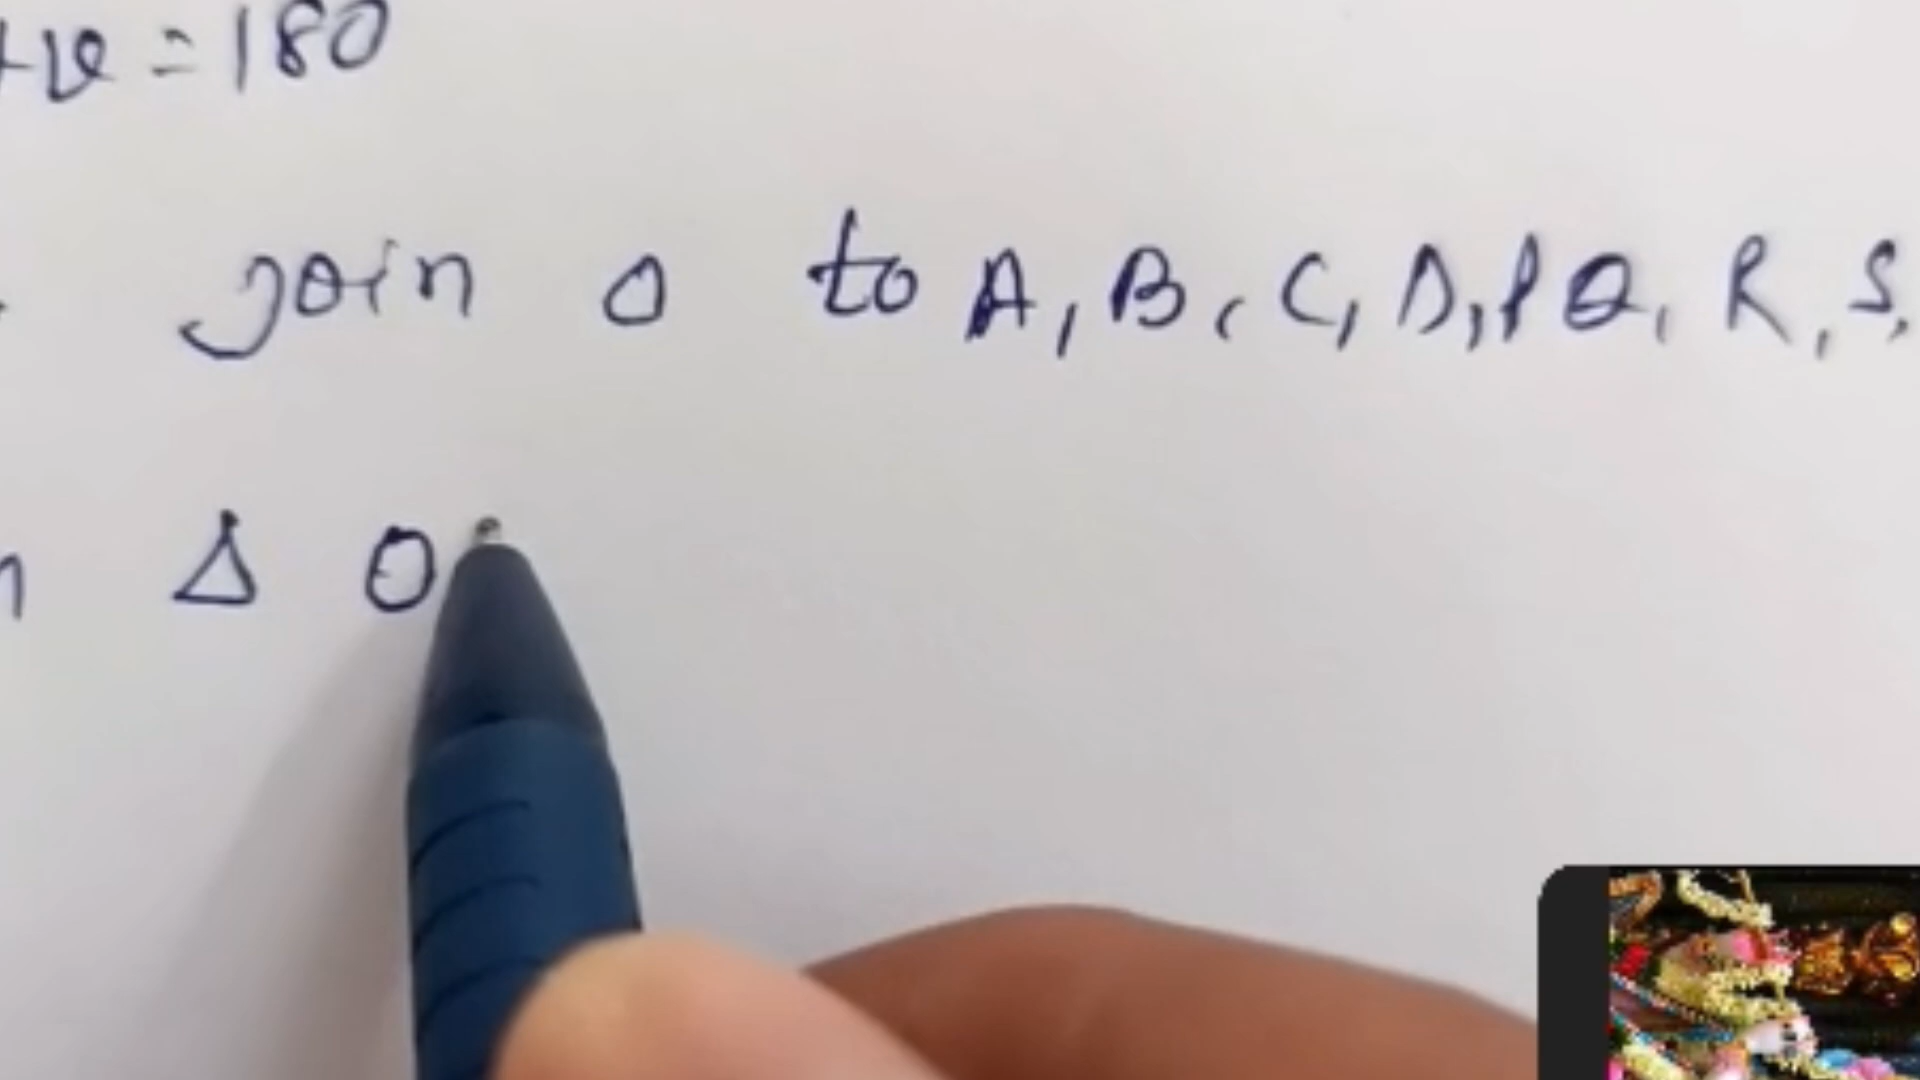 = 180
join O to A, B, C, D, P Q, R, S,
Δ O